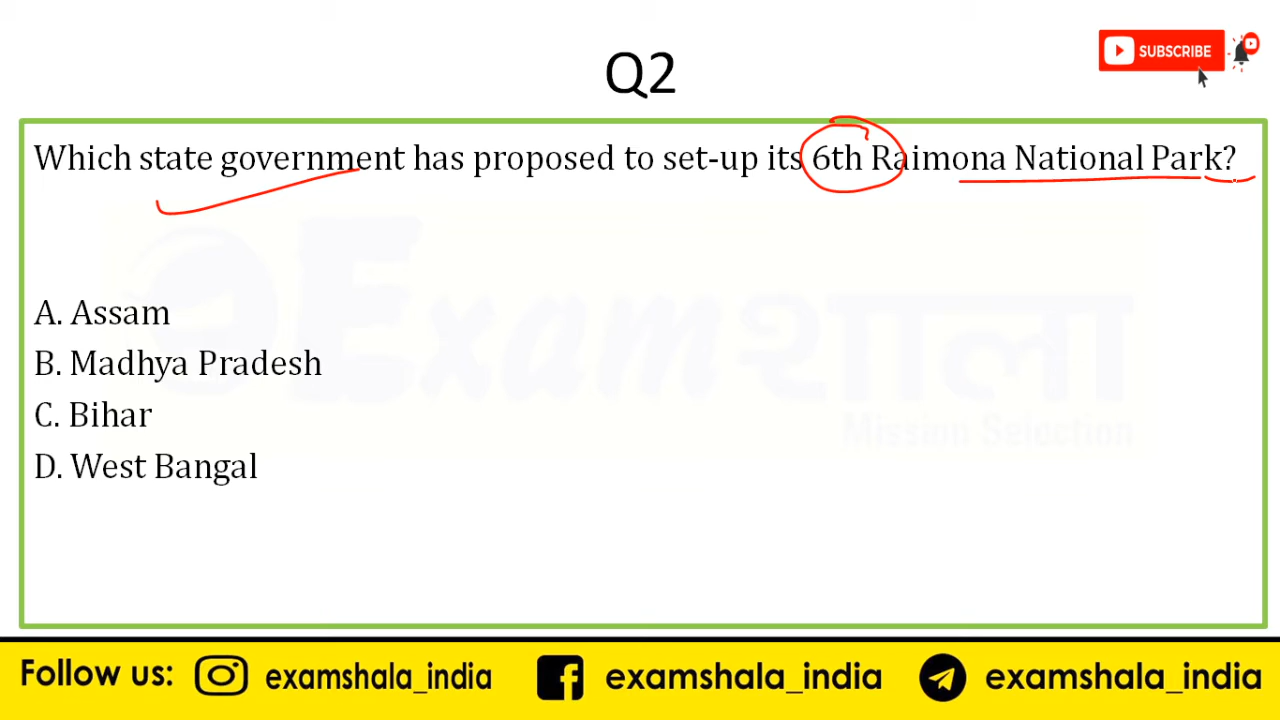 SUBSCRIBE
Q2
Which state government has proposed to set-up its 6th Raimona National Park?
A. Assam
B. Madhya Pradesh
C. Bihar
D. West Bangal
Examशाला
Mission Selection
Follow us: examshala_india examshala_india examshala_india